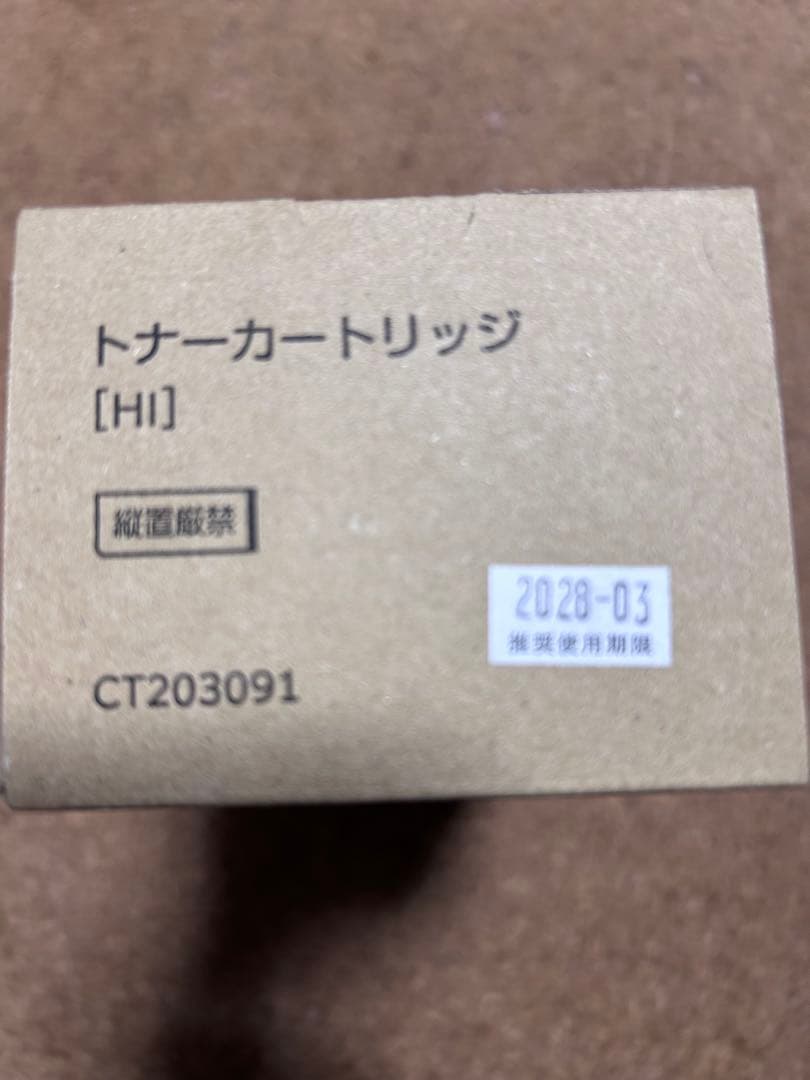 トナーカートリッジ
[HI]
縦置厳禁
2028-03
推奨使用期限
CT203091